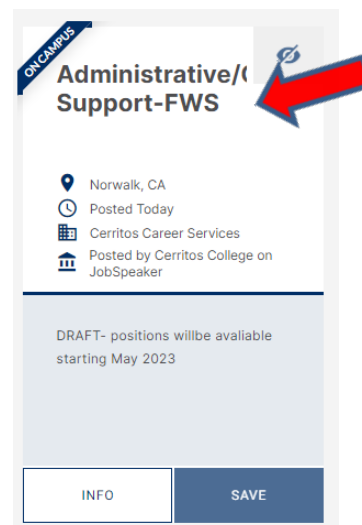 ON CAMPUS
Administrative/(
Support-FWS
Norwalk, CA
Posted Today
Cerritos Career Services
Posted by Cerritos College on
JobSpeaker
DRAFT- positions willbe avaliable
starting May 2023
INFO
SAVE